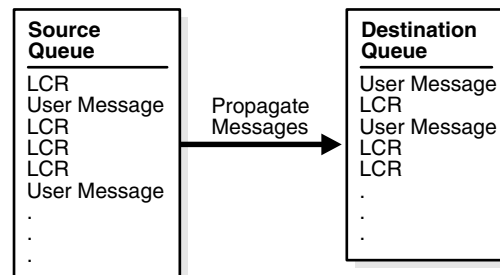 Source
Queue
LCR
User Message
LCR
LCR
LCR
User Message
.
.
.
Propagate
Messages
Destination
Queue
User Message
LCR
User Message
LCR
LCR
.
.
.